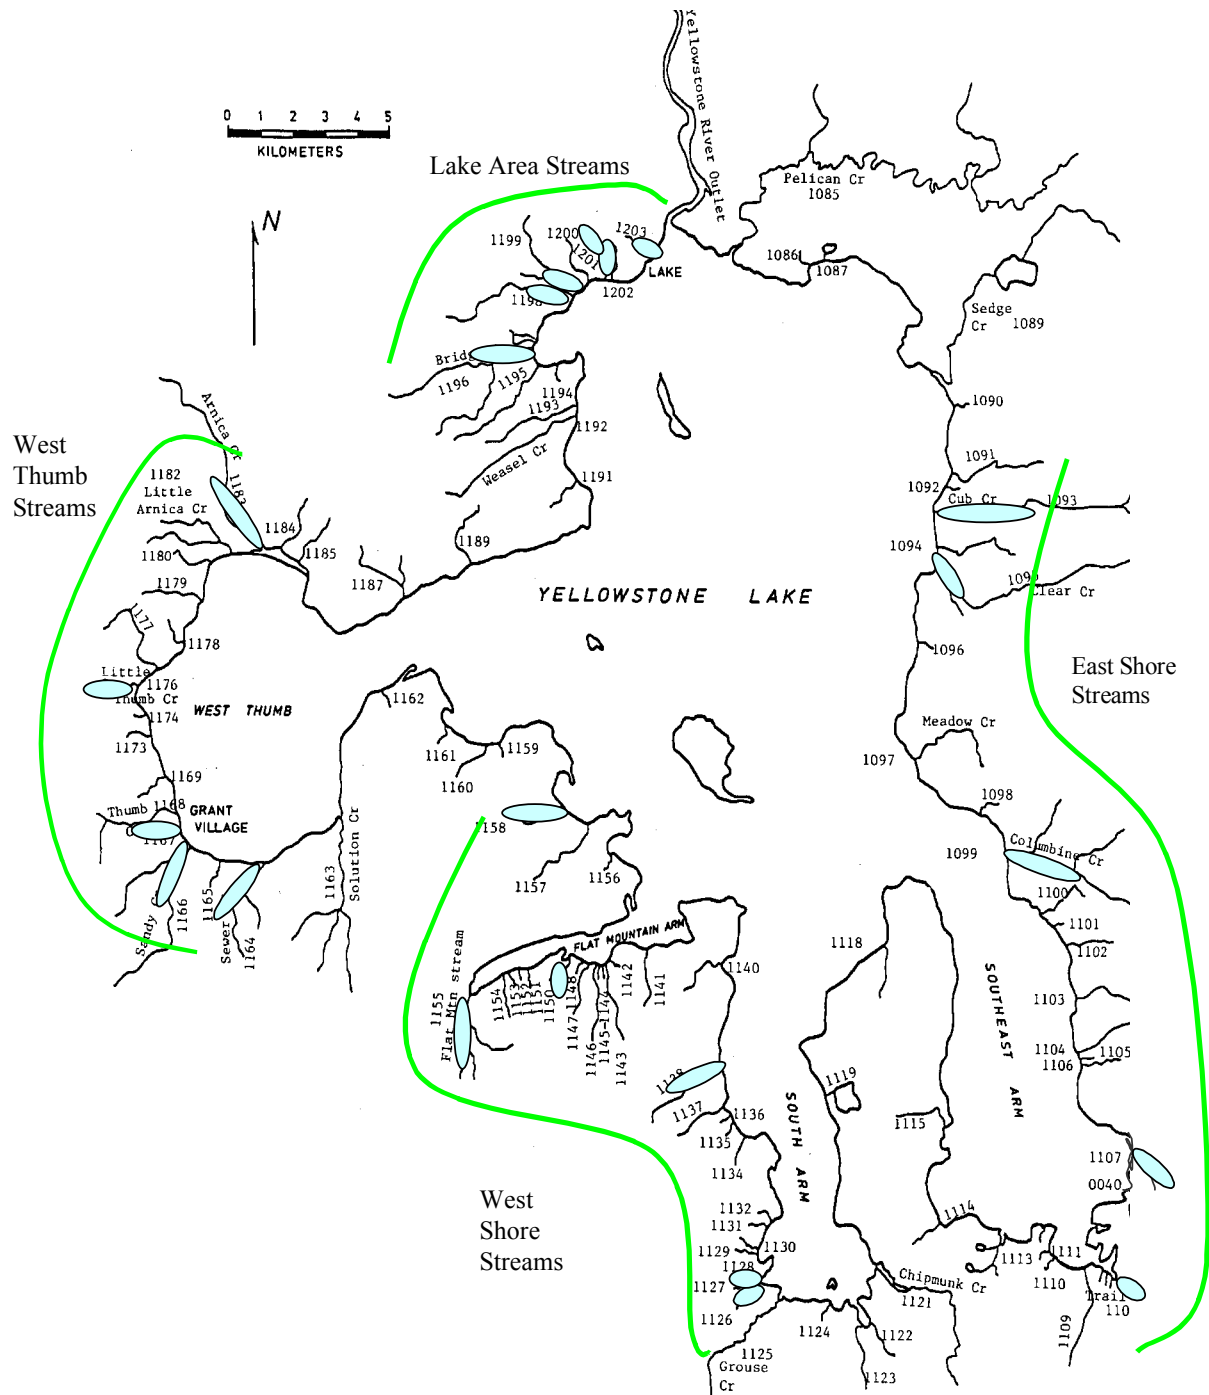 Yellowstone River Outlet
0 1 2 3 4 5
KILOMETERS
Lake Area Streams
N
Pelican Cr
1085
1199
1200
1201
1203
LAKE
1202
1086
1087
1198
Sedge
Cr 1089
1196
1195
1194
1193
1192
Weasel Cr
1191
1090
1091
1092
Cub Cr
1093
1094
Clear Cr
1096
Arnica Cr
1183
West
Thumb
Streams
1182
Little
Arnica Cr
1184
1185
1180
1179
1187
1189
1177
1178
YELLOWSTONE LAKE
East Shore
Streams
Little
1176
Thumb Cr
1174
1173
WEST THUMB
1162
1161
1159
1160
Meadow Cr
1097
1098
1169
1168
Thumb
1167
GRANT
VILLAGE
1158
1157
1156
1099
Columbine Cr
1100
1101
1102
1103
1104
1105
1106
Sandy
1166
1165
Sewer
1164
1163
Solution Cr
FLAT MOUNTAIN ARM
1155
Flat Mtn stream
1154
1153
1152
1151
1150
1148
1147
1146
1145
1144
1143
1142
1141
1140
1118
SOUTHEAST ARM
1138
1137
1136
1135
1134
1119
1115
SOUTH ARM
1107
0040
West
Shore
Streams
1132
1131
1130
1129
1128
1127
1126
1125
Grouse
Cr
1124
1122
1123
Chipmunk Cr
1121
1114
1113
1111
1110
1109
Trail
110